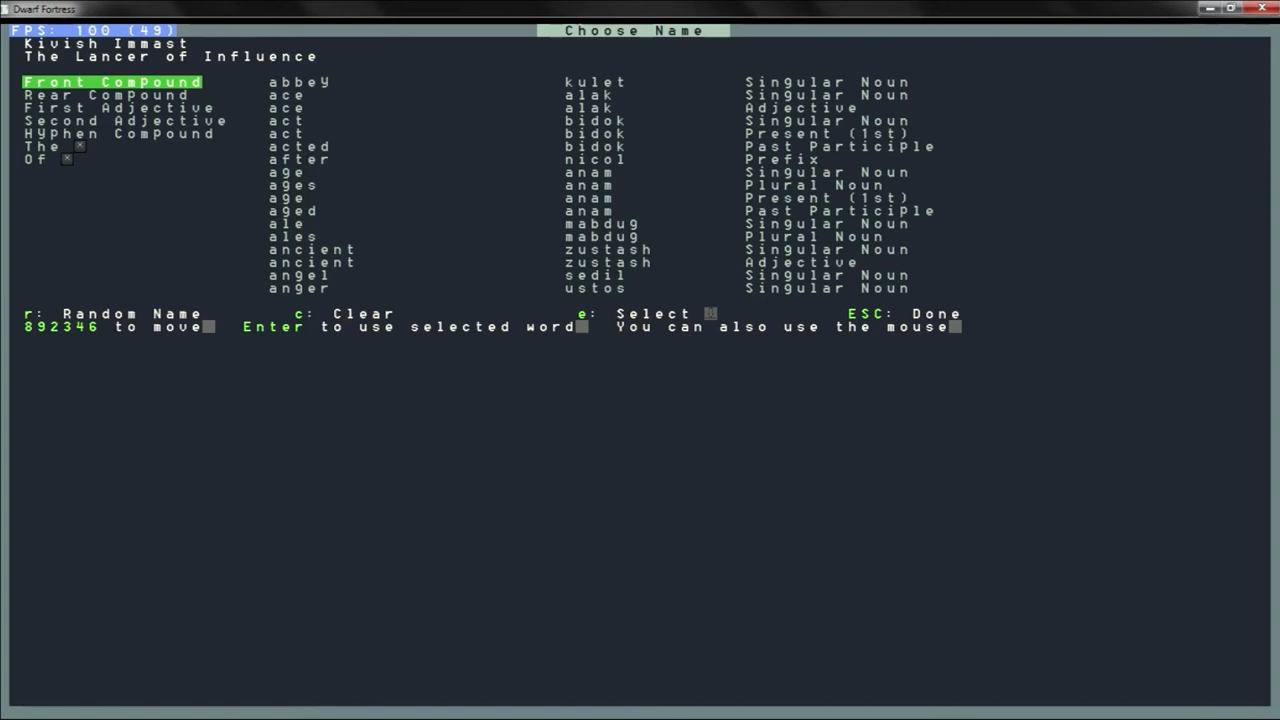 Dwarf Fortress
FPS: 100 (49) Choose Name
Kivish Immast
The Lancer of Influence
Front Compound abbey kulet Singular Noun
Rear Compound ace alak Singular Noun
First Adjective ace alak Adjective
Second Adjective act bidok Singular Noun
Hyphen Compound act bidok Present (1st)
The acted bidok Past Participle
Of after nicol Prefix
age anam Singular Noun
ages anam Plural Noun
age anam Present (1st)
aged anam Past Participle
ale mabdug Singular Noun
ales mabdug Plural Noun
ancient zustash Singular Noun
ancient zustash Adjective
angel sedil Singular Noun
anger ustos Singular Noun
r: Random Name c: Clear e: Select ESC: Done
892346 to move Enter to use selected word You can also use the mouse